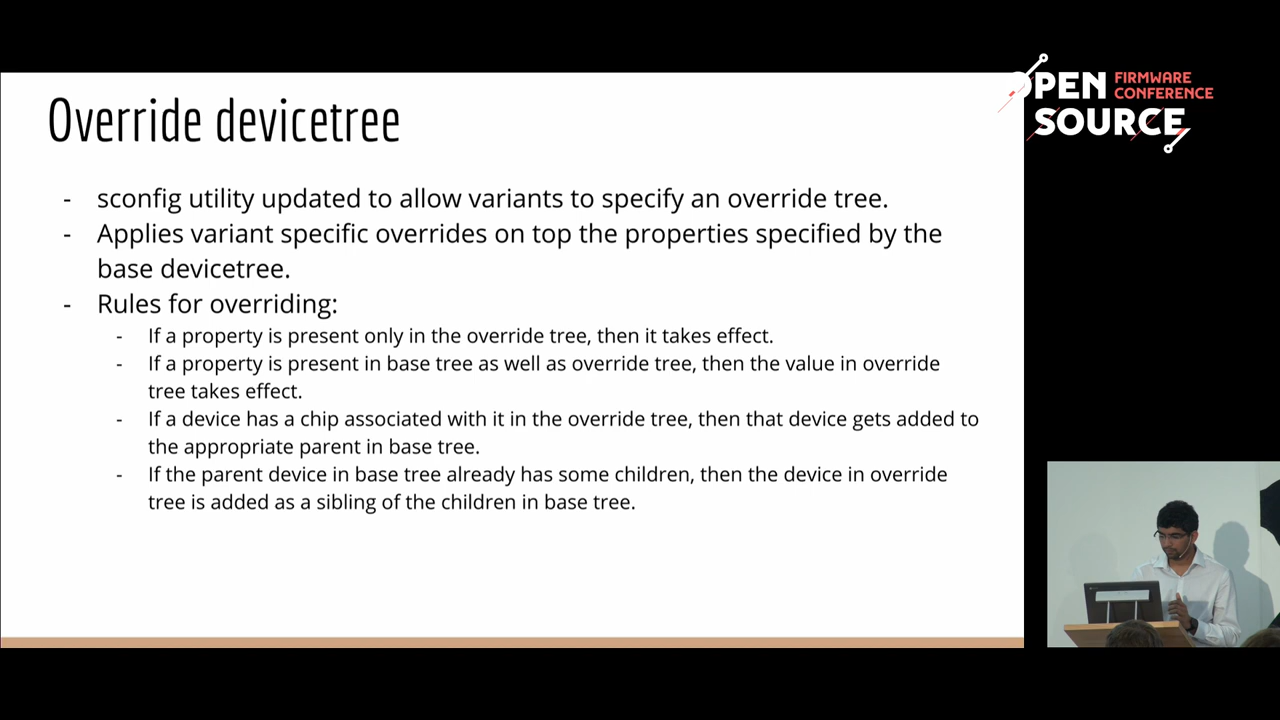 Override devicetree
- sconfig utility updated to allow variants to specify an override tree.
- Applies variant specific overrides on top the properties specified by the
base devicetree.
- Rules for overriding:
- If a property is present only in the override tree, then it takes effect.
- If a property is present in base tree as well as override tree, then the value in override
tree takes effect.
- If a device has a chip associated with it in the override tree, then that device gets added to
the appropriate parent in base tree.
- If the parent device in base tree already has some children, then the device in override
tree is added as a sibling of the children in base tree.
OPEN FIRMWARE
CONFERENCE
SOURCE